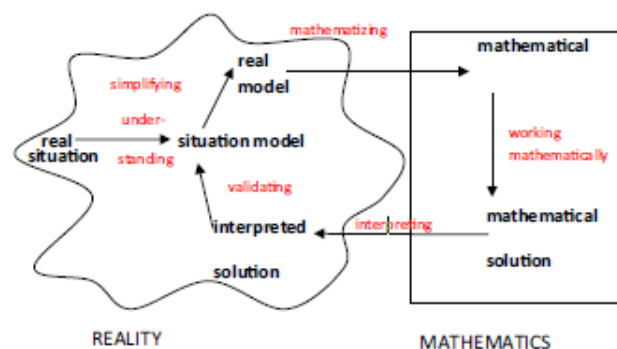 mathematizing
mathematical
real
model
simplifying
under-
real
situation
situation model
standing
working
mathematically
validating
interpreted
interpreting
mathematical
solution
solution
REALITY
MATHEMATICS